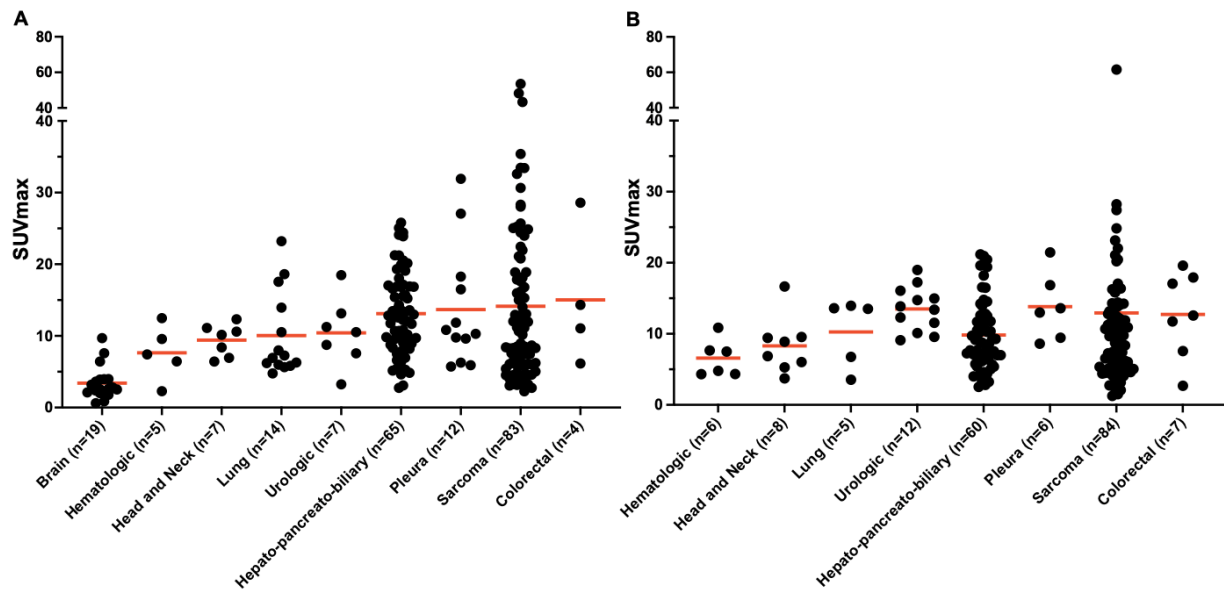 A
SUVmax
80
60
40
40
30
20
10
0
Brain (n=19)
Hematologic (n=5)
Head and Neck (n=7)
Lung (n=14)
Urologic (n=7)
Hepato-pancreato-biliary (n=65)
Pleura (n=12)
Sarcoma (n=83)
Colorectal (n=4)
B
SUVmax
80
60
40
40
30
20
10
0
Hematologic (n=6)
Head and Neck (n=8)
Lung (n=5)
Urologic (n=12)
Hepato-pancreato-biliary (n=60)
Pleura (n=6)
Sarcoma (n=84)
Colorectal (n=7)